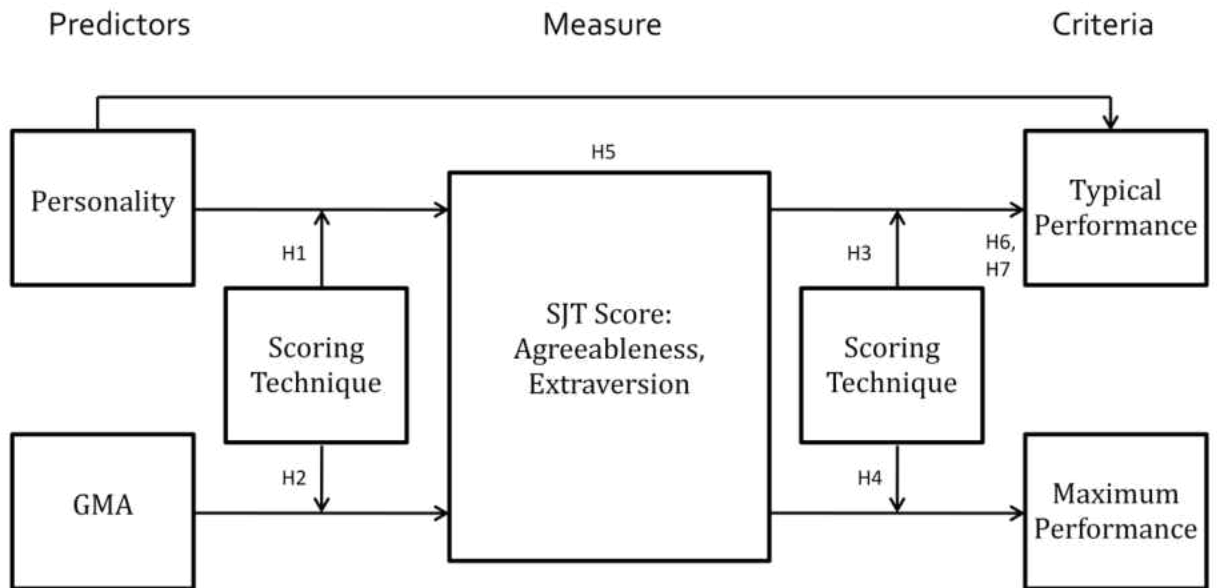 Predictors
Measure
Criteria
H5
Personality
Typical
Performance
H1
H3
H6,
H7
Scoring
Technique
SJT Score:
Agreeableness,
Extraversion
Scoring
Technique
H2
H4
GMA
Maximum
Performance